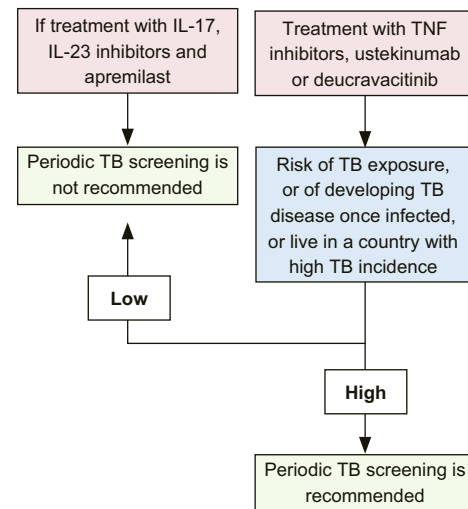 If treatment with IL-17,
IL-23 inhibitors and
apremilast
Treatment with TNF
inhibitors, ustekinumab
or deucravacitinib
Periodic TB screening is
not recommended
Risk of TB exposure,
or of developing TB
disease once infected,
or live in a country with
high TB incidence
Low
High
Periodic TB screening is
recommended